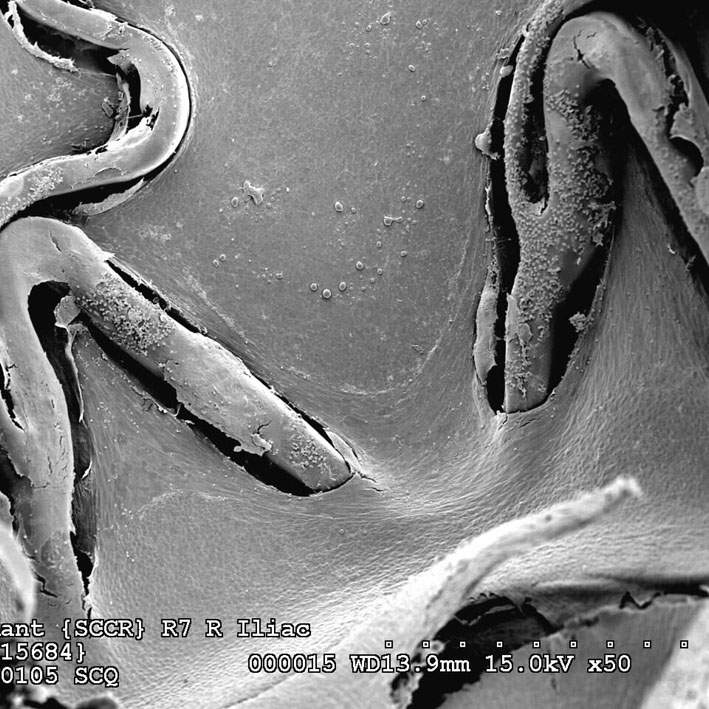 ant {SCCR} R7 R Iliac
15684}
0105 SCQ
000015 WD13.9mm 15.0kV x50